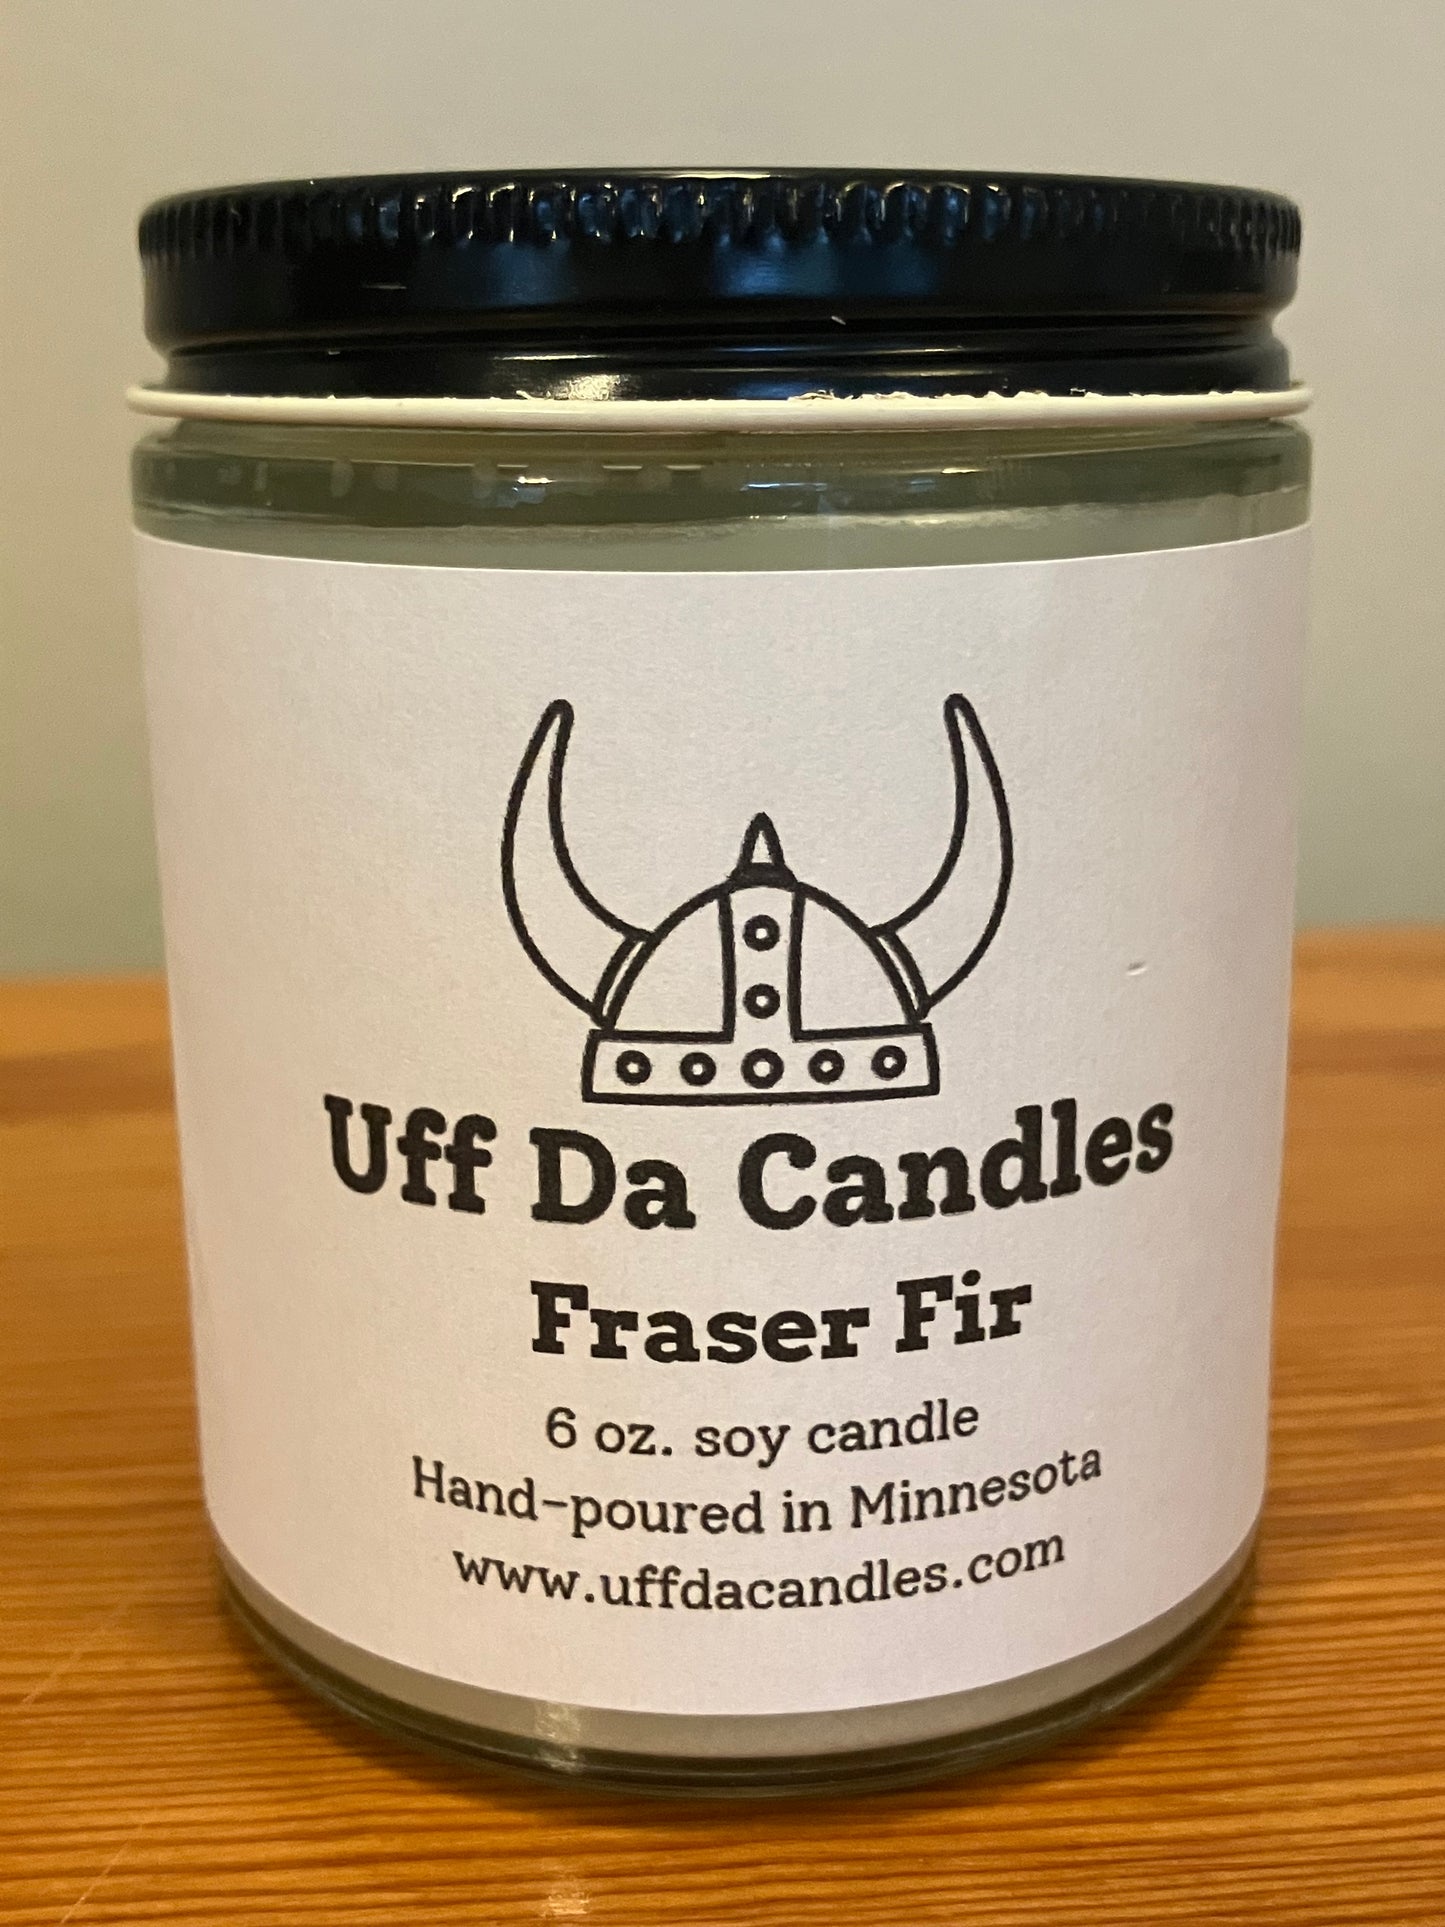 Uff Da Candles
Fraser Fir
6 oz. soy candle
Hand-poured in Minnesota
www.uffdacandles.com